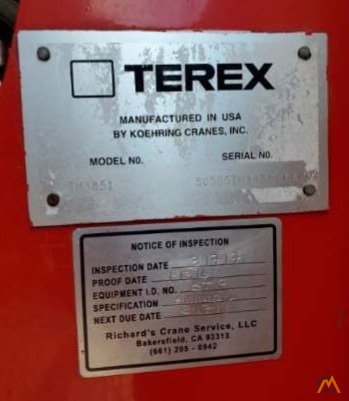 TEREX
MANUFACTURED IN USA
BY KOEHRING CRANES, INC.
MODEL NO. SERIAL NO.
NOTICE OF INSPECTION
INSPECTION DATE
PROOF DATE
EQUIPMENT I.D. NO.
SPECIFICATION
NEXT DUE DATE
Richard's Crane Service, LLC
Bakersfield, CA 93313
(661) 205 - 0942